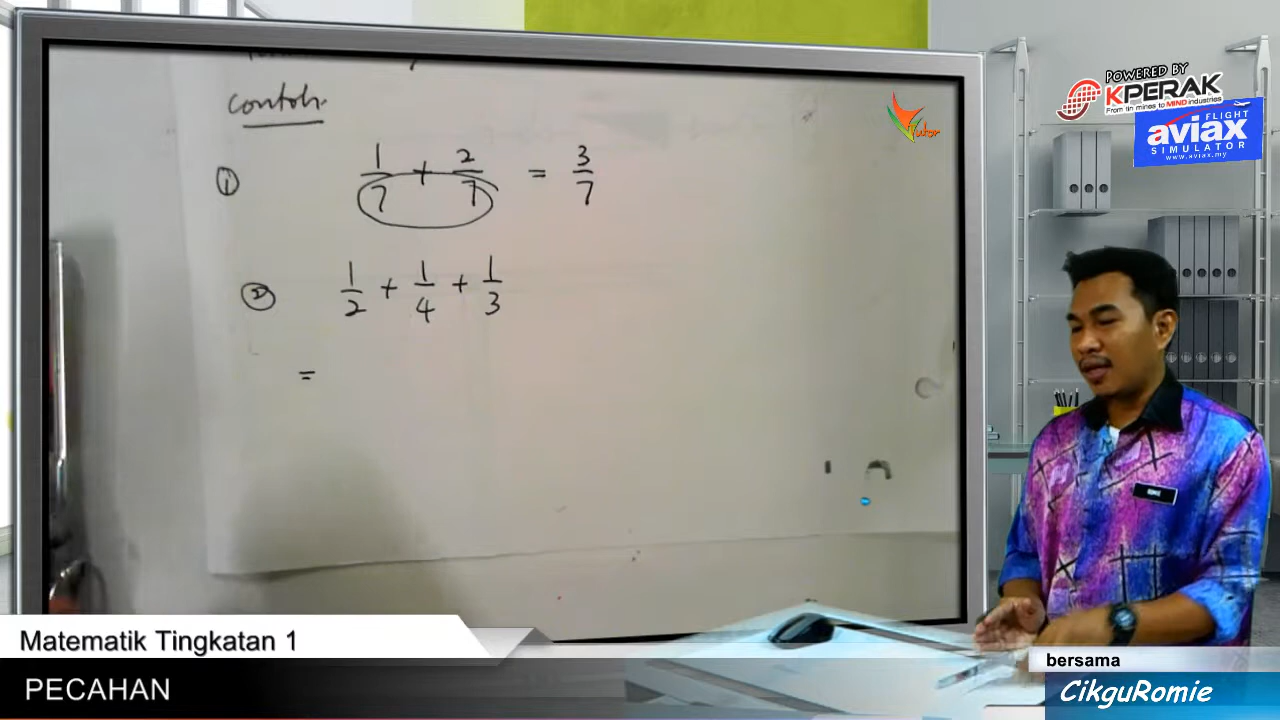 Contoh.
① 1/7 + 2/7 = 3/7
② 1/2 + 1/4 + 1/3
=
Tutor
POWERED BY
KPERAK
From tin mines to MIND industries
FLIGHT
aviax
SIMULATOR
www.aviax.my
Matematik Tingkatan 1
PECAHAN
bersama
CikguRomie